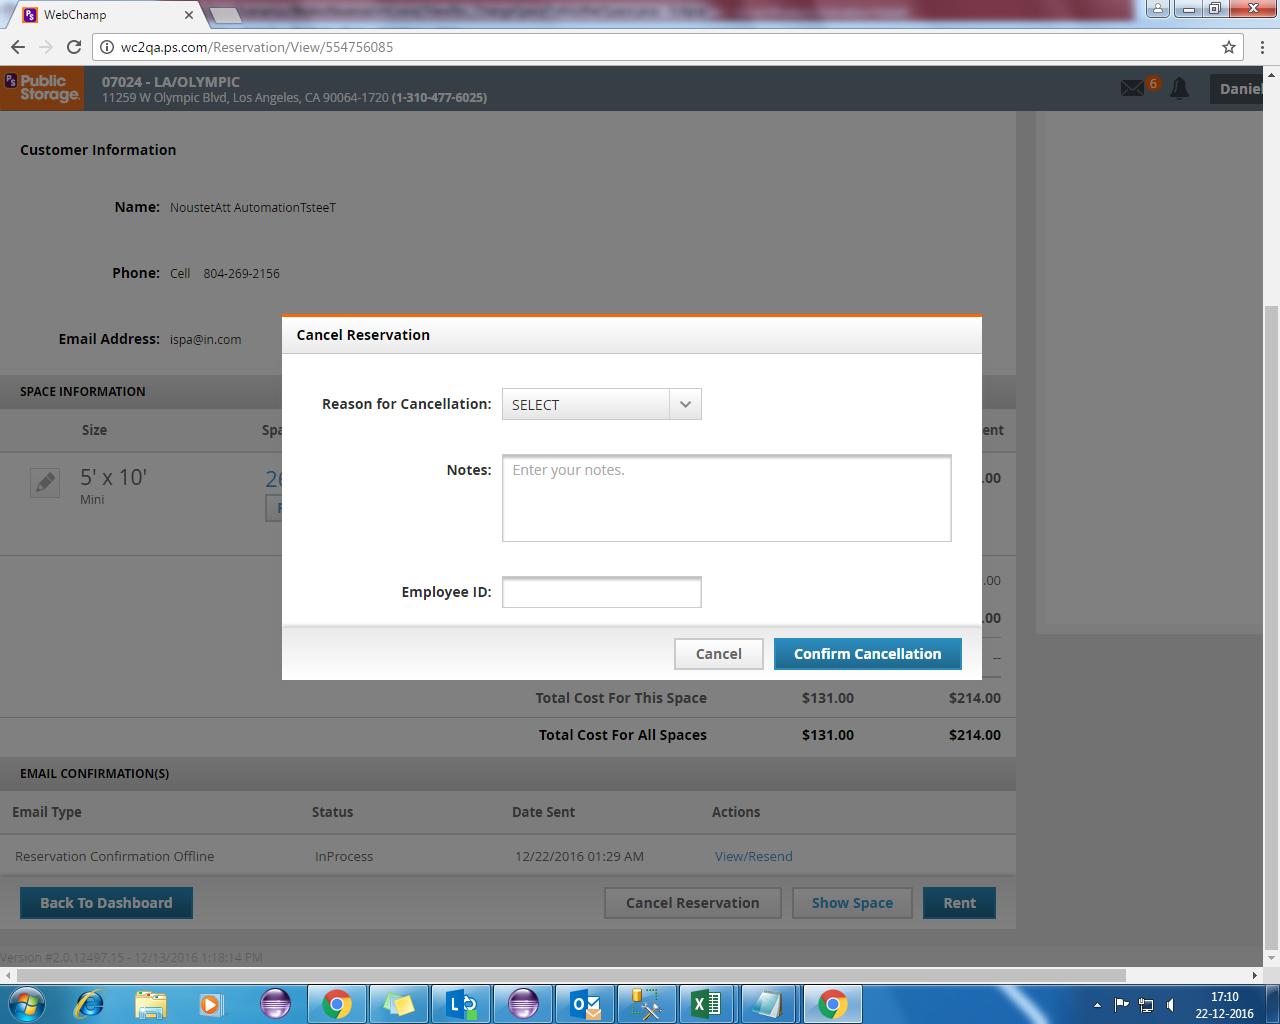 WebChamp
wc2qa.ps.com/Reservation/View/554756085
Public Storage.
07024 - LA/OLYMPIC
11259 W Olympic Blvd, Los Angeles, CA 90064-1720 (1-310-477-6025)
6
Daniel
Customer Information
Name: NoustetAtt AutomationTsteeT
Phone: Cell 804-269-2156
Email Address: ispa@in.com
Cancel Reservation
Reason for Cancellation: SELECT
Notes: Enter your notes.
Employee ID:
Cancel Confirm Cancellation
SPACE INFORMATION
Size
5' x 10'
Mini
.00
.00
.00
--
Total Cost For This Space $131.00 $214.00
Total Cost For All Spaces $131.00 $214.00
EMAIL CONFIRMATION(S)
Email Type Status Date Sent Actions
Reservation Confirmation Offline InProcess 12/22/2016 01:29 AM View/Resend
Back To Dashboard Cancel Reservation Show Space Rent
Version #2.0.12497.15 - 12/13/2016 1:18:14 PM
17:10
22-12-2016